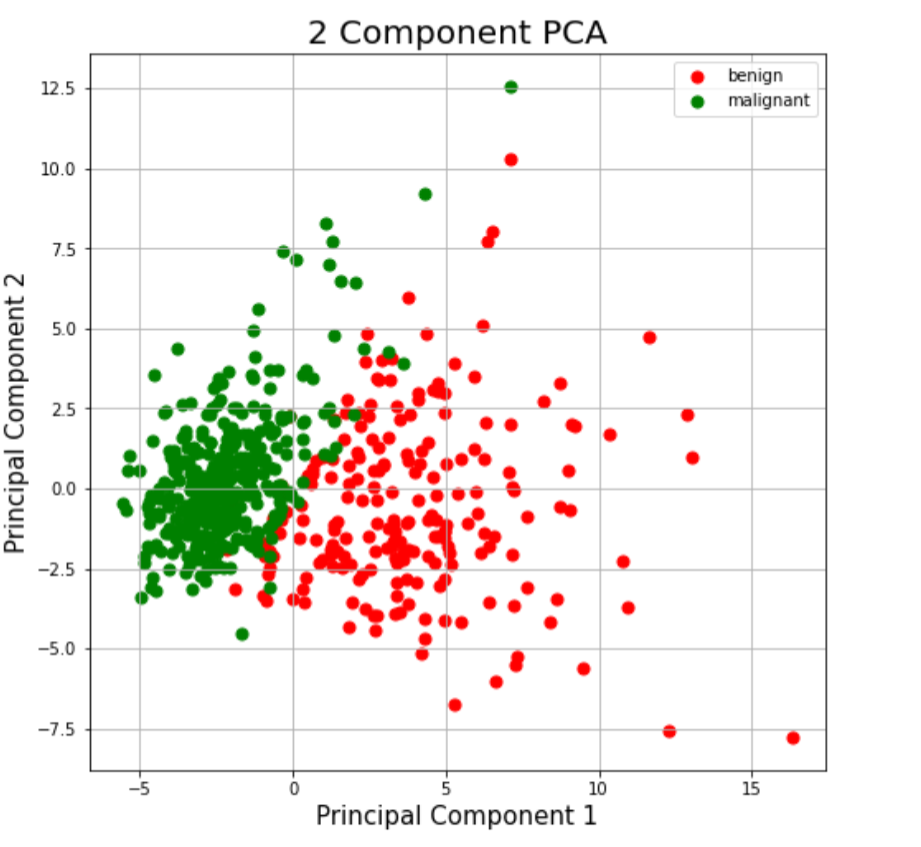 2 Component PCA
benign
malignant
12.5
10.0
7.5
5.0
2.5
0.0
−2.5
−5.0
−7.5
Principal Component 2
−5
0
5
10
15
Principal Component 1